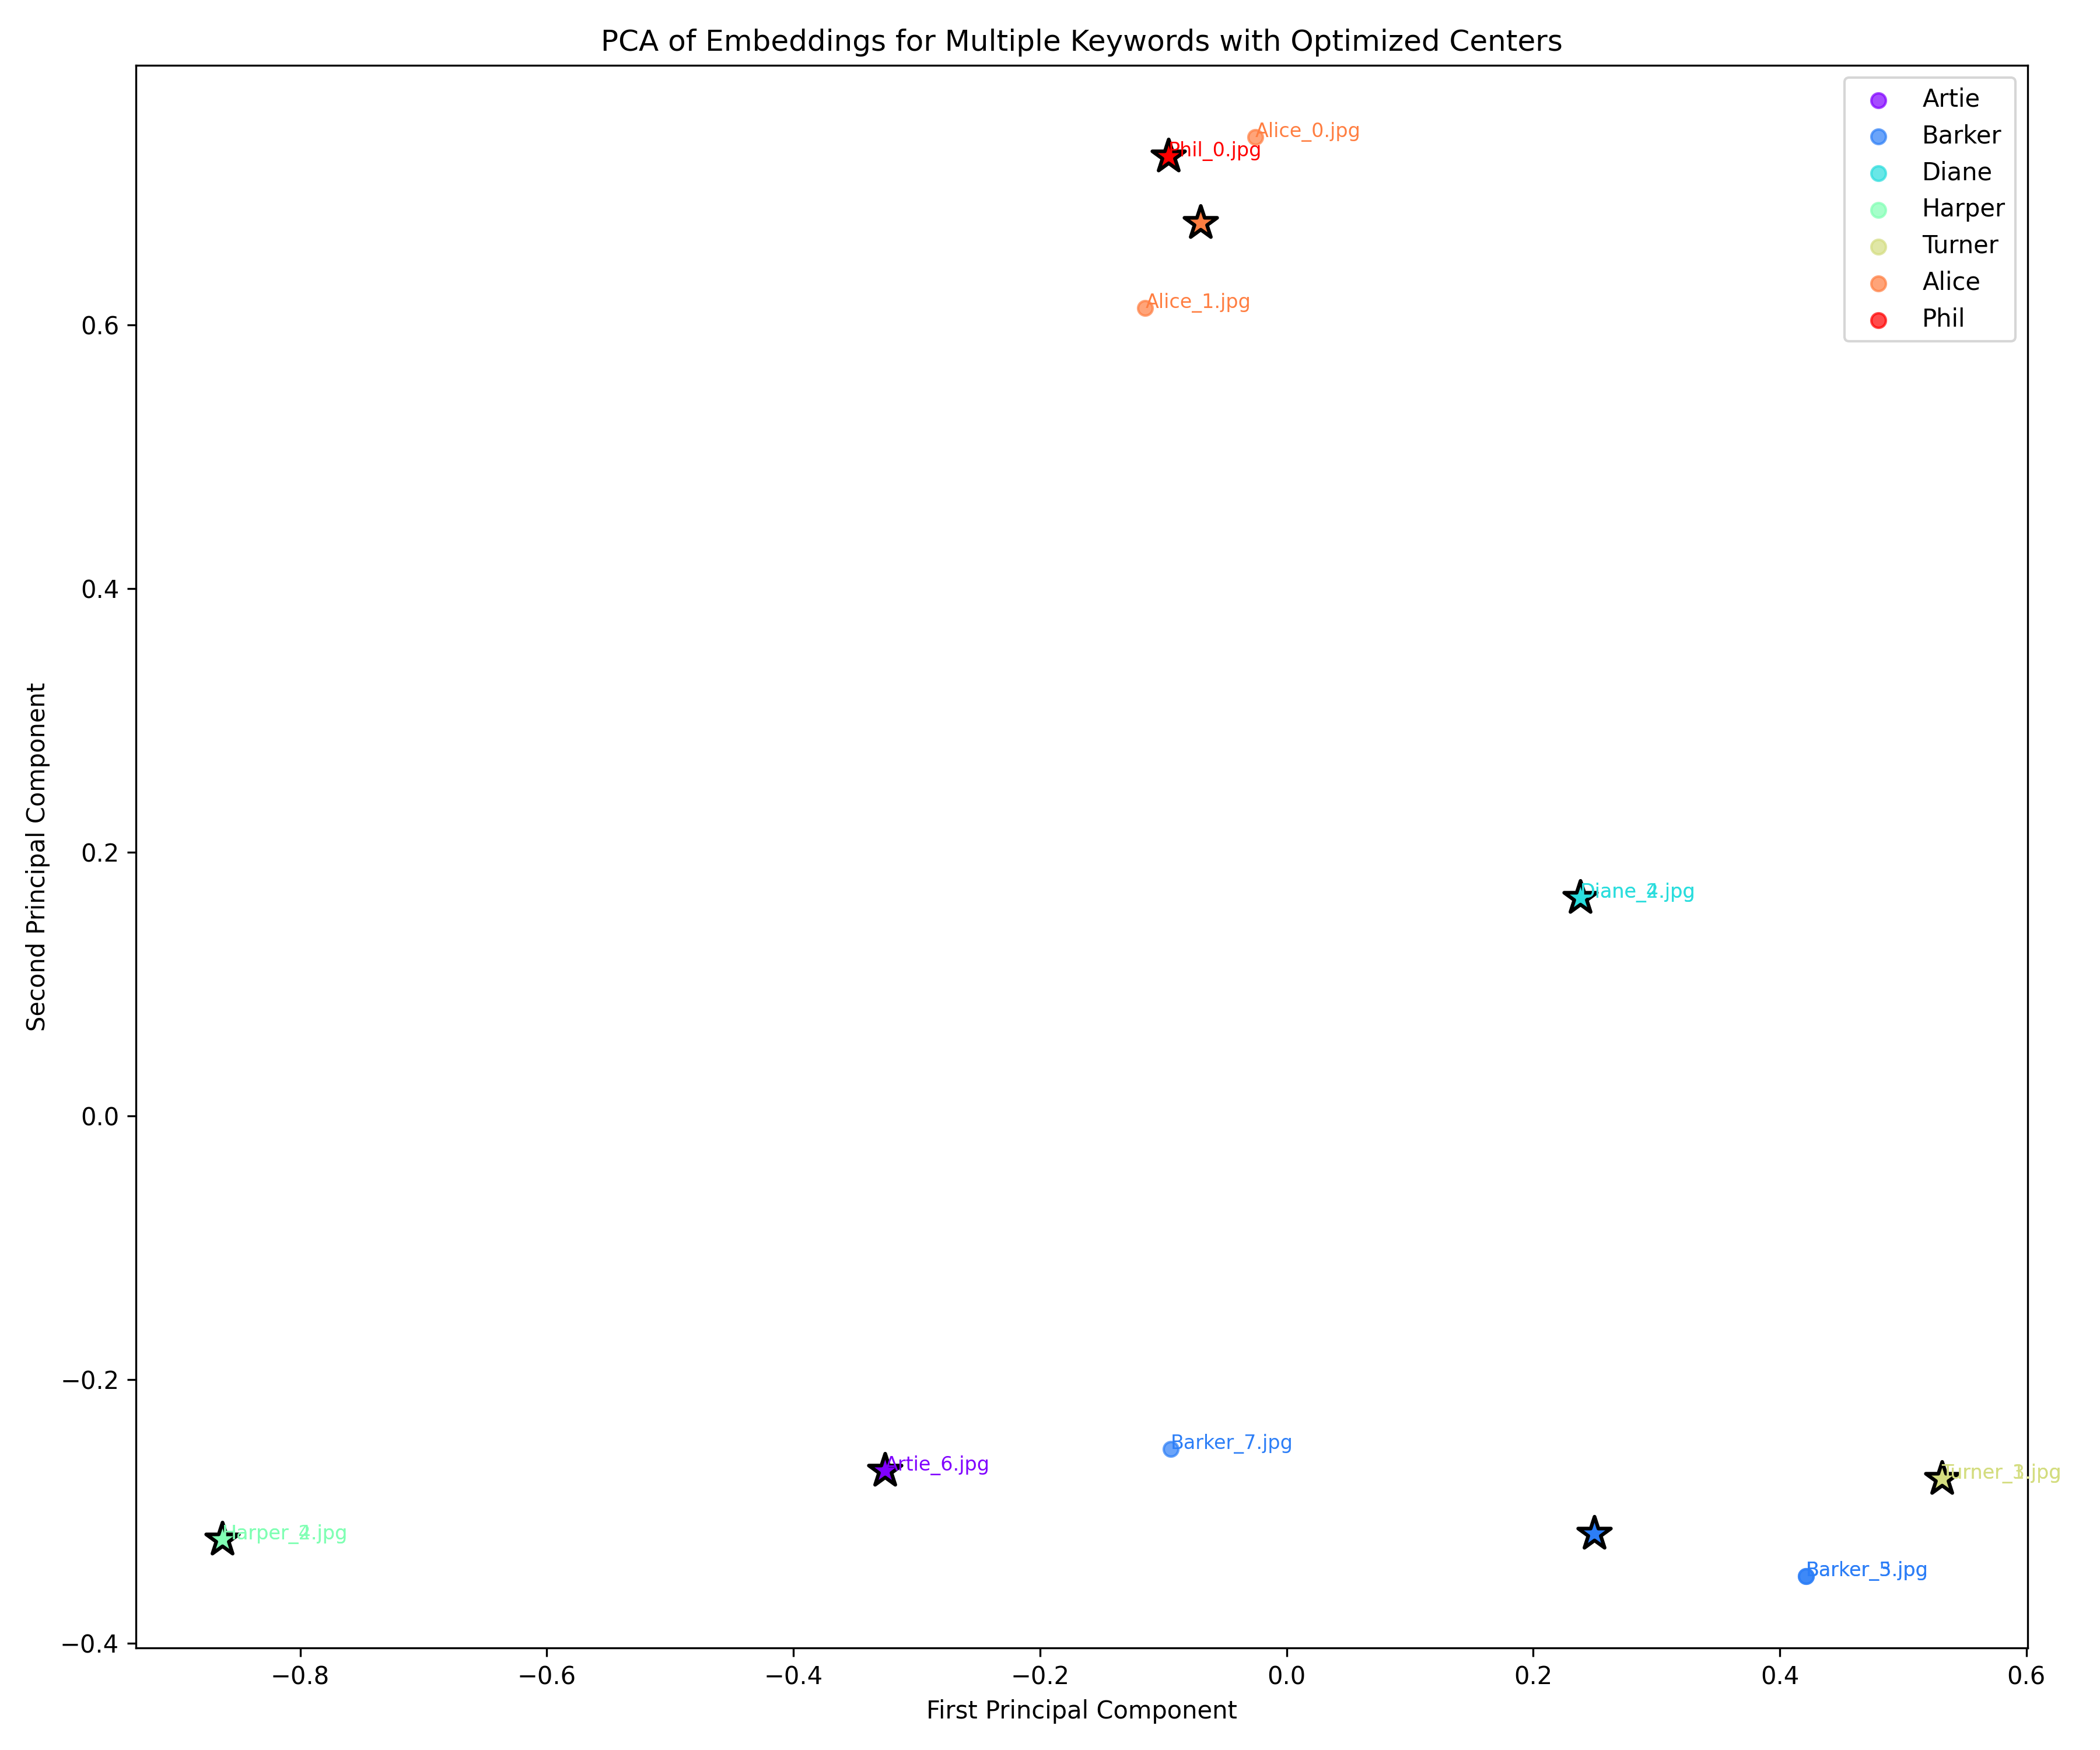 PCA of Embeddings for Multiple Keywords with Optimized Centers
Artie
Barker
Diane
Harper
Turner
Alice
Phil
Alice_0.jpg
Phil_0.jpg
Alice_1.jpg
Barker_7.jpg
Artie_6.jpg
0.6
0.4
0.2
0.0
−0.2
−0.4
Second Principal Component
−0.8
−0.6
−0.4
−0.2
0.0
0.2
0.4
0.6
First Principal Component